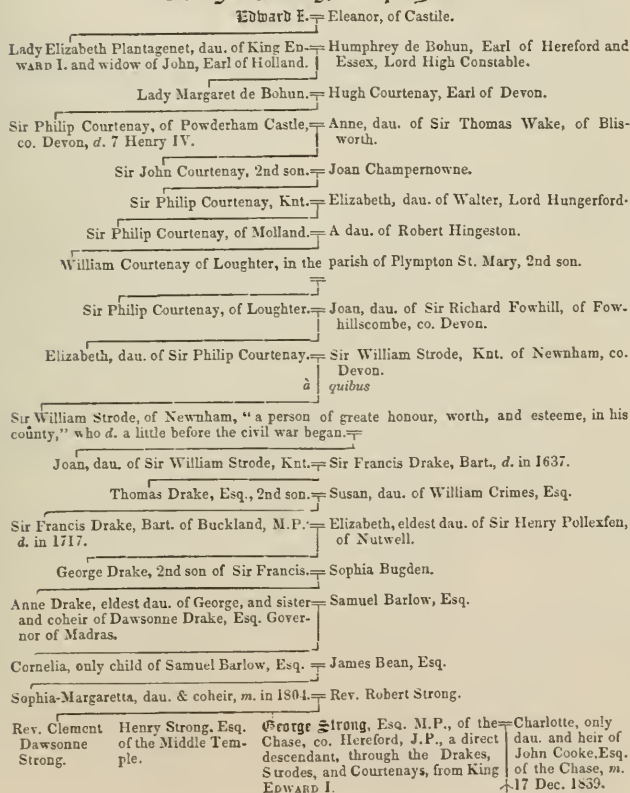 Edward I. Eleanor, of Castile.
Lady Elizabeth Plantagenet, dau. of King Ed- Humphrey de Bohun, Earl of Hereford and
WARD I. and widow of John, Earl of Holland. Essex, Lord High Constable.
Lady Margaret de Bohun. Hugh Courtenay, Earl of Devon.
Sir Philip Courtenay, of Powderham Castle, Anne, dau. of Sir Thomas Wake, of Blis-
co. Devon, d. 7 Henry IV. worth.
Sir John Courtenay, 2nd son. Joan Champernowne.
Sir Philip Courtenay, Knt. Elizabeth, dau. of Walter, Lord Hungerford.
Sir Philip Courtenay, of Molland. A dau. of Robert Hingeston.
William Courtenay of Loughter, in the parish of Plympton St. Mary, 2nd son.
Sir Philip Courtenay, of Loughter. Joan, dau. of Sir Richard Fowhill, of Fow-
hillscombe, co. Devon.
Elizabeth, dau. of Sir Philip Courtenay. Sir William Strode, Knt. of Newnham, co.
Devon.
à quibus
Sir William Strode, of Newnham, "a person of greate honour, worth, and esteeme, in his
county," who d. a little before the civil war began.
Joan, dau. of Sir William Strode, Knt. Sir Francis Drake, Bart., d. in 1637.
Thomas Drake, Esq., 2nd son. Susan, dau. of William Crimes, Esq.
Sir Francis Drake, Bart. of Buckland, M.P. Elizabeth, eldest dau. of Sir Henry Pollexfen,
d. in 1717. of Nutwell.
George Drake, 2nd son of Sir Francis. Sophia Bugden.
Anne Drake, eldest dau. of George, and sister Samuel Barlow, Esq.
and coheir of Dawsonne Drake, Esq. Gover-
nor of Madras.
Cornelia, only child of Samuel Barlow, Esq. James Bean, Esq.
Sophia-Margaretta, dau. & coheir, m. in 1804. Rev. Robert Strong.
Rev. Clement Henry Strong, Esq. George Strong, Esq. M.P., of the Charlotte, only
Dawsonne of the Middle Tem- Chase, co. Hereford, J.P., a direct dau. and heir of
Strong. ple. descendant, through the Drakes, John Cooke, Esq.
Strodes, and Courtenays, from King of the Chase, m.
EDWARD I. 17 Dec. 1839.